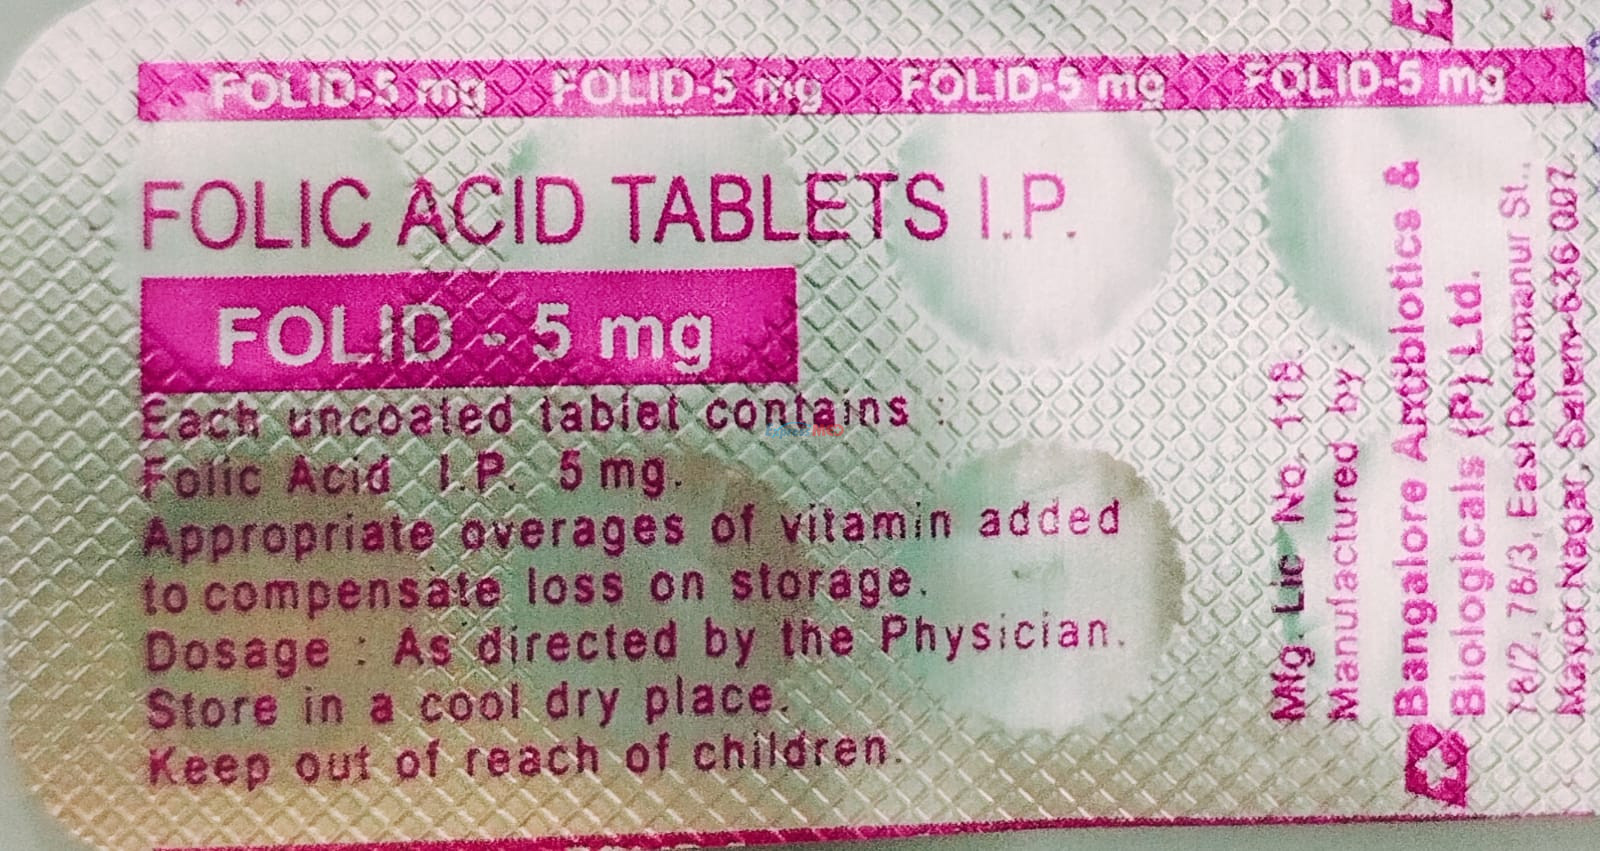 FOLID-5 mg FOLID-5 mg FOLID-5 mg FOLID-5 mg
FOLIC ACID TABLETS I.P.
FOLID - 5 mg
Each uncoated tablet contains :
Folic Acid I.P. 5 mg.
Appropriate overages of vitamin added
to compensate loss on storage.
Dosage : As directed by the Physician.
Store in a cool dry place.
Keep out of reach of children.
Mfg. Lic No. 118.
Manufactured by :
Bangalore Antibiotics &
Biologicals (P) Ltd.
78/2, 78/3, East Pedamanur St.,
Mayor Nagar, Salem-636 007.